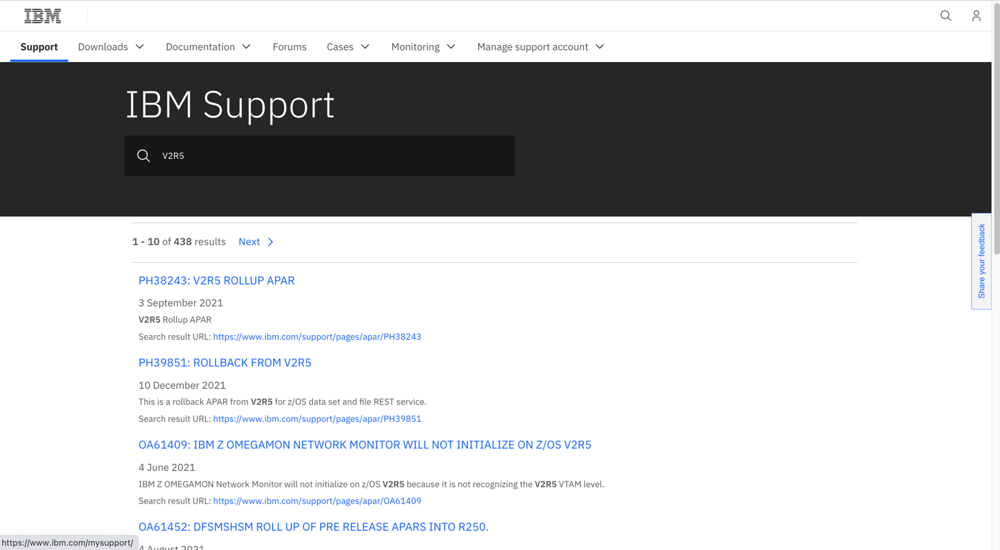 IBM
Support Downloads Documentation Forums Cases Monitoring Manage support account
IBM Support
V2R5
1 - 10 of 438 results Next
Share your feedback
PH38243: V2R5 ROLLUP APAR
3 September 2021
V2R5 Rollup APAR
Search result URL: https://www.ibm.com/support/pages/apar/PH38243
PH39851: ROLLBACK FROM V2R5
10 December 2021
This is a rollback APAR from V2R5 for z/OS data set and file REST service.
Search result URL: https://www.ibm.com/support/pages/apar/PH39851
OA61409: IBM Z OMEGAMON NETWORK MONITOR WILL NOT INITIALIZE ON Z/OS V2R5
4 June 2021
IBM Z OMEGAMON Network Monitor will not initialize on z/OS V2R5 because it is not recognizing the V2R5 VTAM level.
Search result URL: https://www.ibm.com/support/pages/apar/OA61409
OA61452: DFSMSHSM ROLL UP OF PRE RELEASE APARS INTO R250.
4 August 2021
https://www.ibm.com/mysupport/